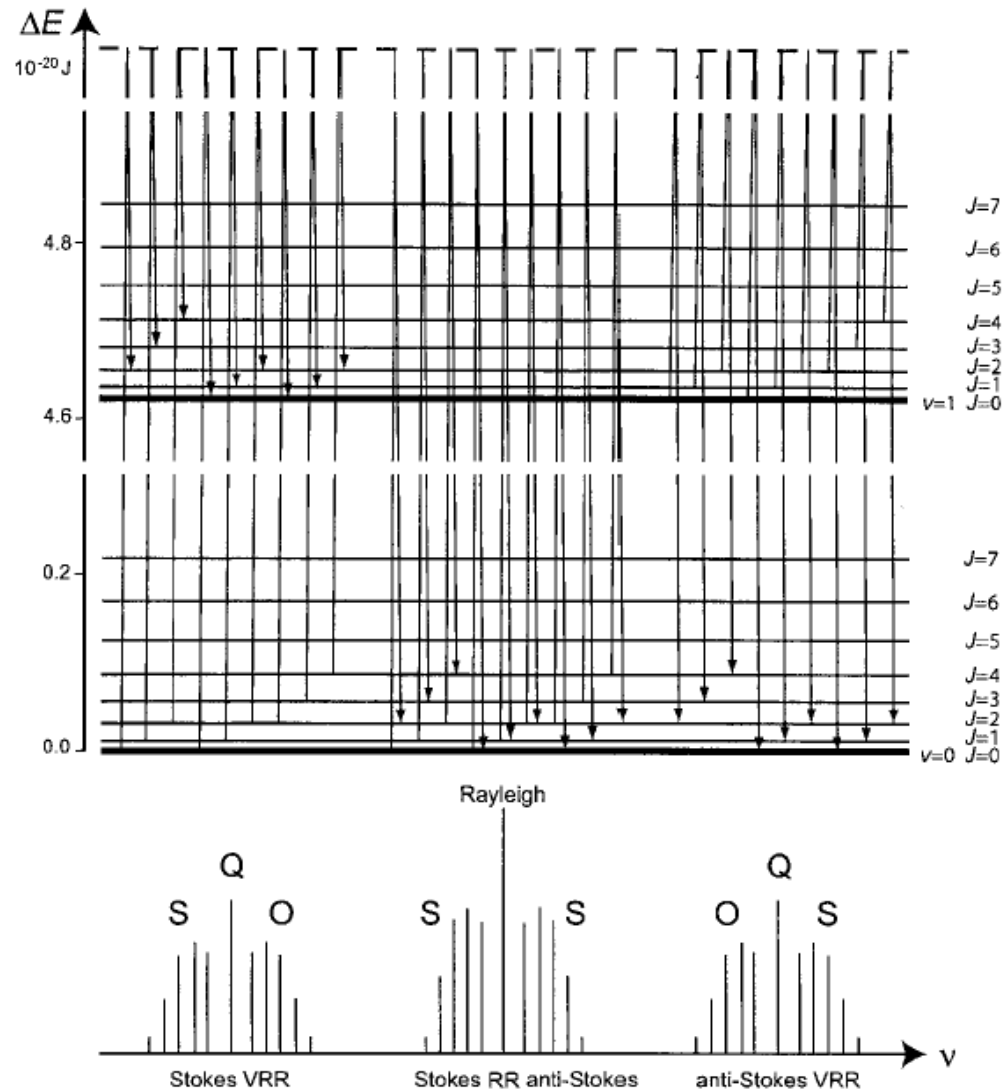 ΔE
10⁻²⁰ J
J=7
4.8
J=6
J=5
J=4
J=3
J=2
J=1
4.6
v=1 J=0
J=7
0.2
J=6
J=5
J=4
J=3
J=2
J=1
0.0
v=0 J=0
Rayleigh
Q Q
S O S S O S
ν
Stokes VRR Stokes RR anti-Stokes anti-Stokes VRR